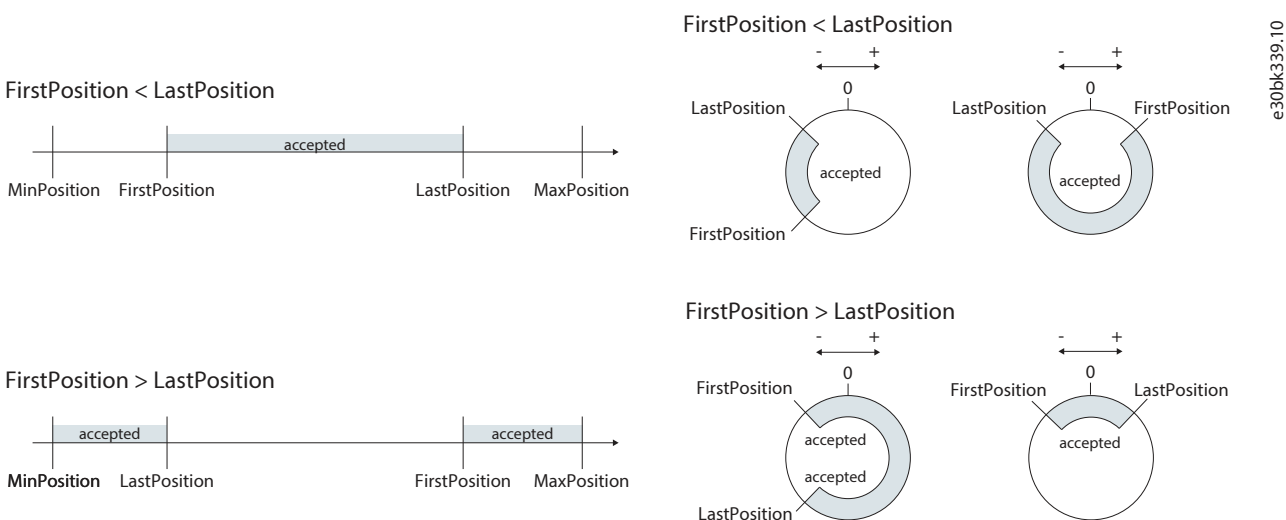 FirstPosition < LastPosition
accepted
MinPosition FirstPosition LastPosition MaxPosition
FirstPosition > LastPosition
accepted accepted
MinPosition LastPosition FirstPosition MaxPosition
FirstPosition < LastPosition
- + - +
0 0
LastPosition LastPosition FirstPosition
accepted accepted
FirstPosition
FirstPosition > LastPosition
- + - +
0 0
FirstPosition FirstPosition LastPosition
accepted accepted
accepted
LastPosition
e30bk339.10